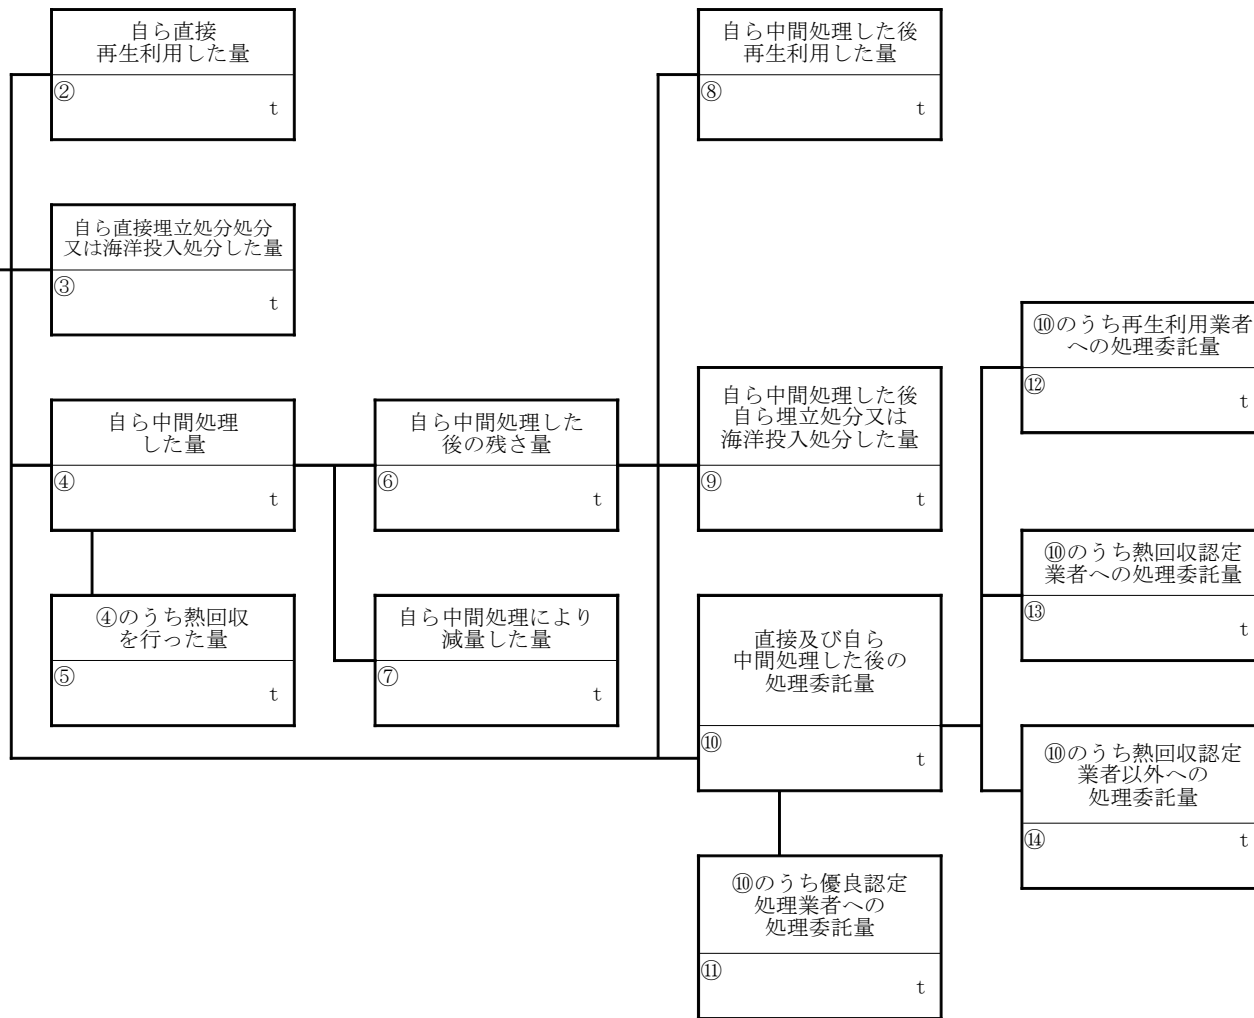 自ら直接
再生利用した量
②
t
自ら直接埋立処分処分
又は海洋投入処分した量
③
t
自ら中間処理
した量
④
t
④のうち熱回収
を行った量
⑤
t
自ら中間処理した
後の残さ量
⑥
t
自ら中間処理により
減量した量
⑦
t
自ら中間処理した後
再生利用した量
⑧
t
自ら中間処理した後
自ら埋立処分又は
海洋投入処分した量
⑨
t
直接及び自ら
中間処理した後の
処理委託量
⑩
t
⑩のうち優良認定
処理業者への
処理委託量
⑪
t
⑩のうち再生利用業者
への処理委託量
⑫
t
⑩のうち熱回収認定
業者への処理委託量
⑬
t
⑩のうち熱回収認定
業者以外への
処理委託量
⑭
t